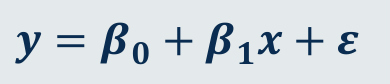 y = β₀ + β₁x + ε